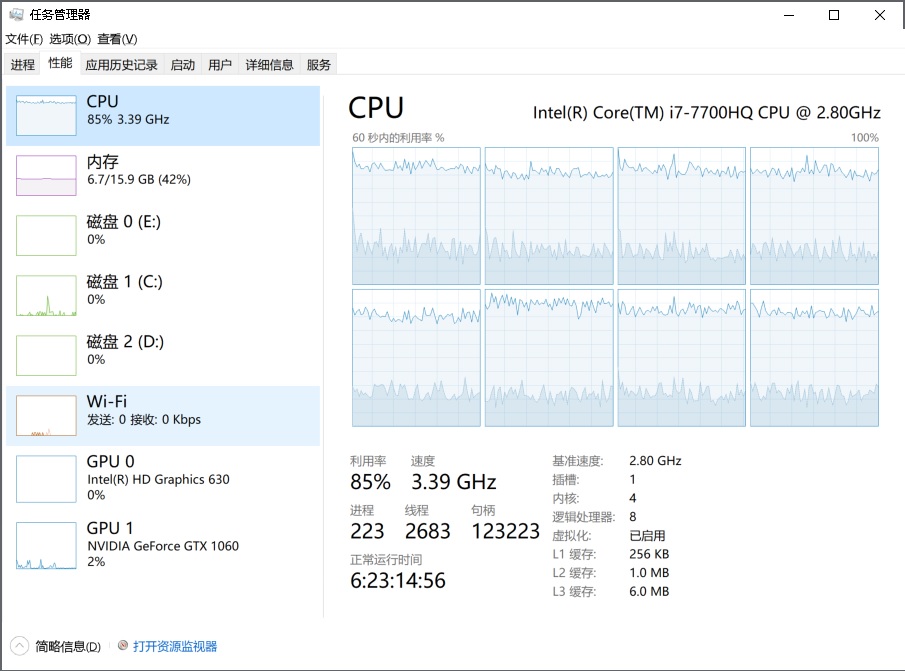 任务管理器
文件(F) 选项(O) 查看(V)
进程 性能 应用历史记录 启动 用户 详细信息 服务
CPU
85% 3.39 GHz
内存
6.7/15.9 GB (42%)
磁盘 0 (E:)
0%
磁盘 1 (C:)
0%
磁盘 2 (D:)
0%
Wi-Fi
发送: 0 接收: 0 Kbps
GPU 0
Intel(R) HD Graphics 630
0%
GPU 1
NVIDIA GeForce GTX 1060
2%
CPU Intel(R) Core(TM) i7-7700HQ CPU @ 2.80GHz
60 秒内的利用率 % 100%
利用率 速度
85% 3.39 GHz
进程 线程 句柄
223 2683 123223
正常运行时间
6:23:14:56
基准速度: 2.80 GHz
插槽: 1
内核: 4
逻辑处理器: 8
虚拟化: 已启用
L1 缓存: 256 KB
L2 缓存: 1.0 MB
L3 缓存: 6.0 MB
简略信息(D) 打开资源监视器